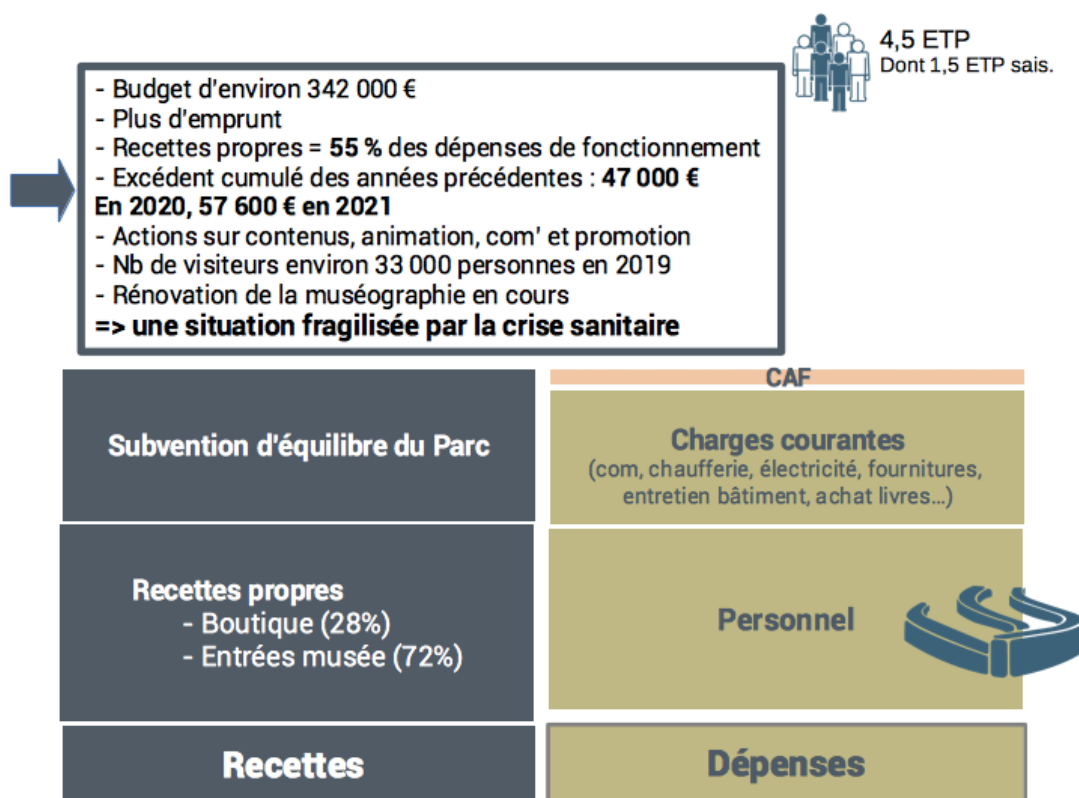 4,5 ETP
Dont 1,5 ETP sais.
- Budget d'environ 342 000 €
- Plus d'emprunt
- Recettes propres = 55 % des dépenses de fonctionnement
- Excédent cumulé des années précédentes : 47 000 €
En 2020, 57 600 € en 2021
- Actions sur contenus, animation, com' et promotion
- Nb de visiteurs environ 33 000 personnes en 2019
- Rénovation de la muséographie en cours
=> une situation fragilisée par la crise sanitaire
Subvention d'équilibre du Parc
Recettes propres
- Boutique (28%)
- Entrées musée (72%)
Recettes
CAF
Charges courantes
(com, chaufferie, électricité, fournitures,
entretien bâtiment, achat livres…)
Personnel
Dépenses